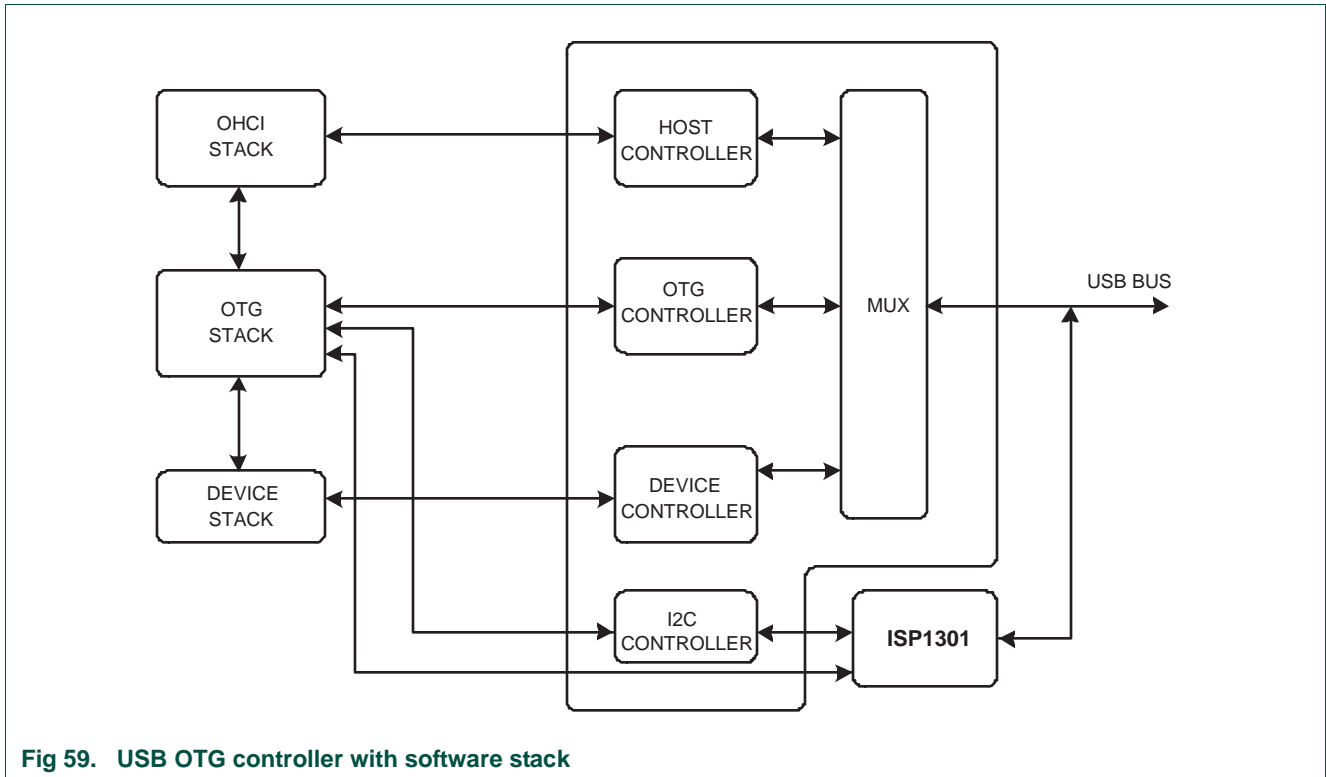 OHCI
STACK
HOST
CONTROLLER
OTG
STACK
OTG
CONTROLLER
MUX
USB BUS
DEVICE
STACK
DEVICE
CONTROLLER
I2C
CONTROLLER
ISP1301
Fig 59. USB OTG controller with software stack